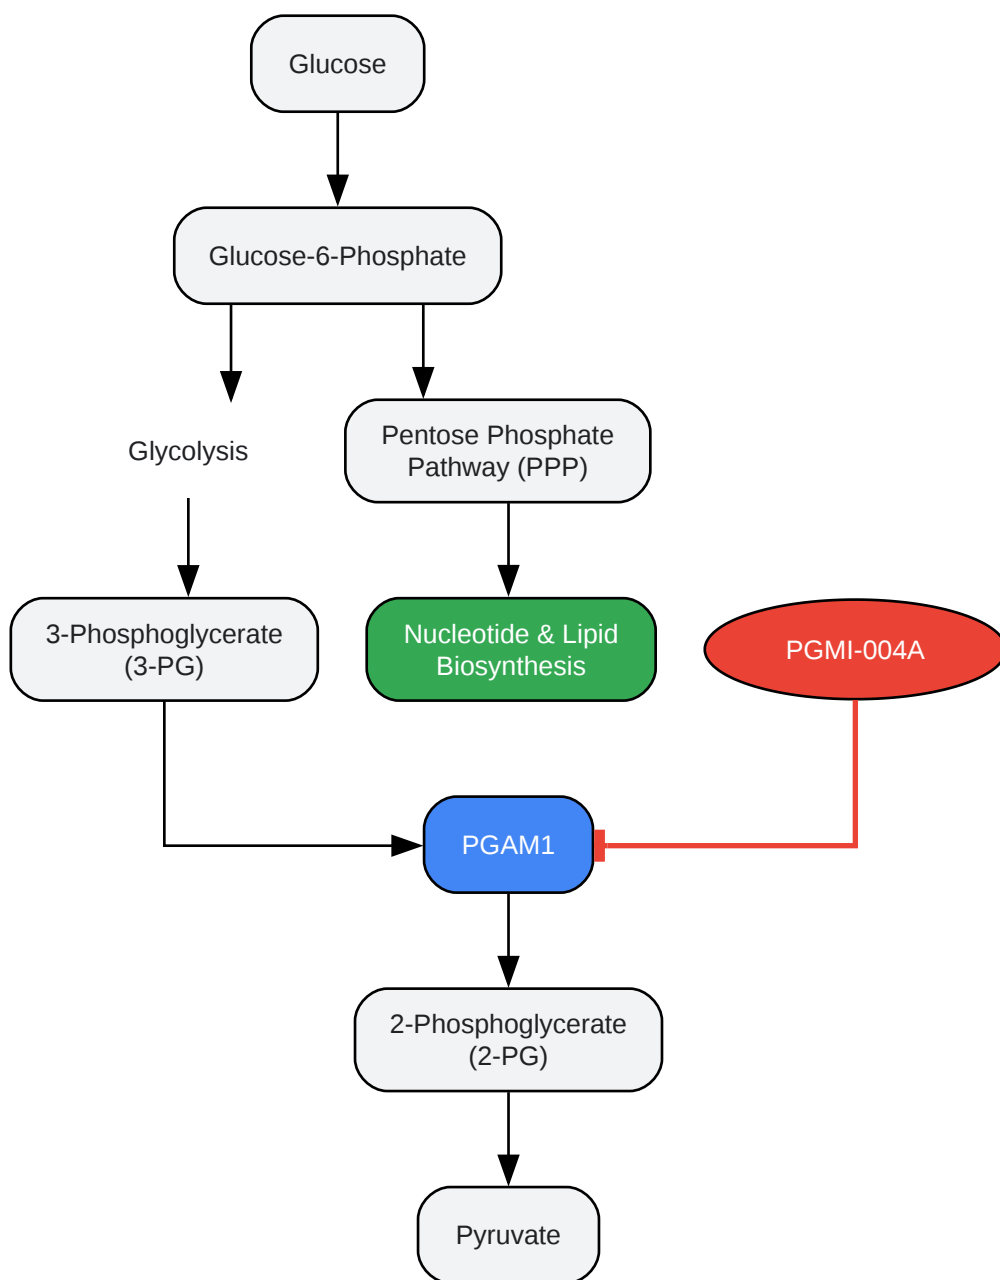 Glucose
Glucose-6-Phosphate
Glycolysis
Pentose Phosphate
Pathway (PPP)
3-Phosphoglycerate
(3-PG)
Nucleotide & Lipid
Biosynthesis
PGMI-004A
PGAM1
2-Phosphoglycerate
(2-PG)
Pyruvate